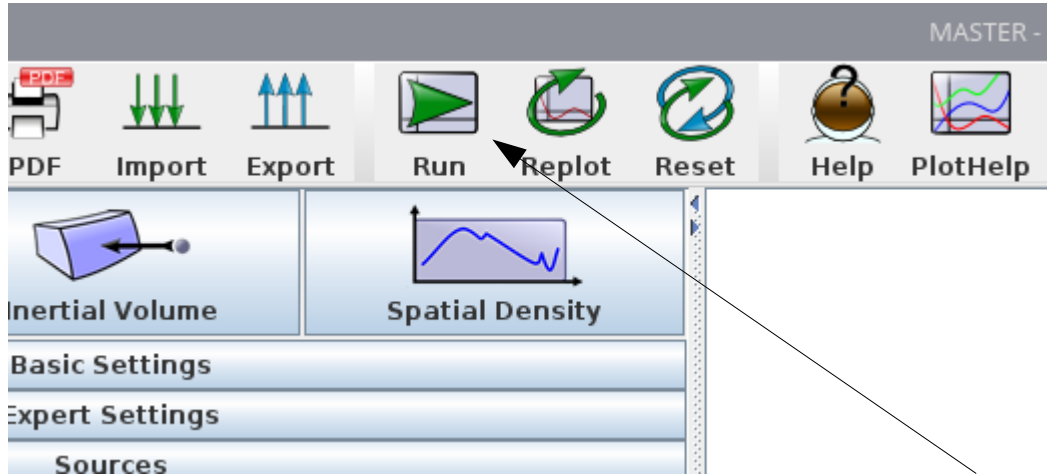 MASTER -
PDF
PDF Import Export Run Replot Reset Help PlotHelp
Inertial Volume Spatial Density
Basic Settings
Expert Settings
Sources